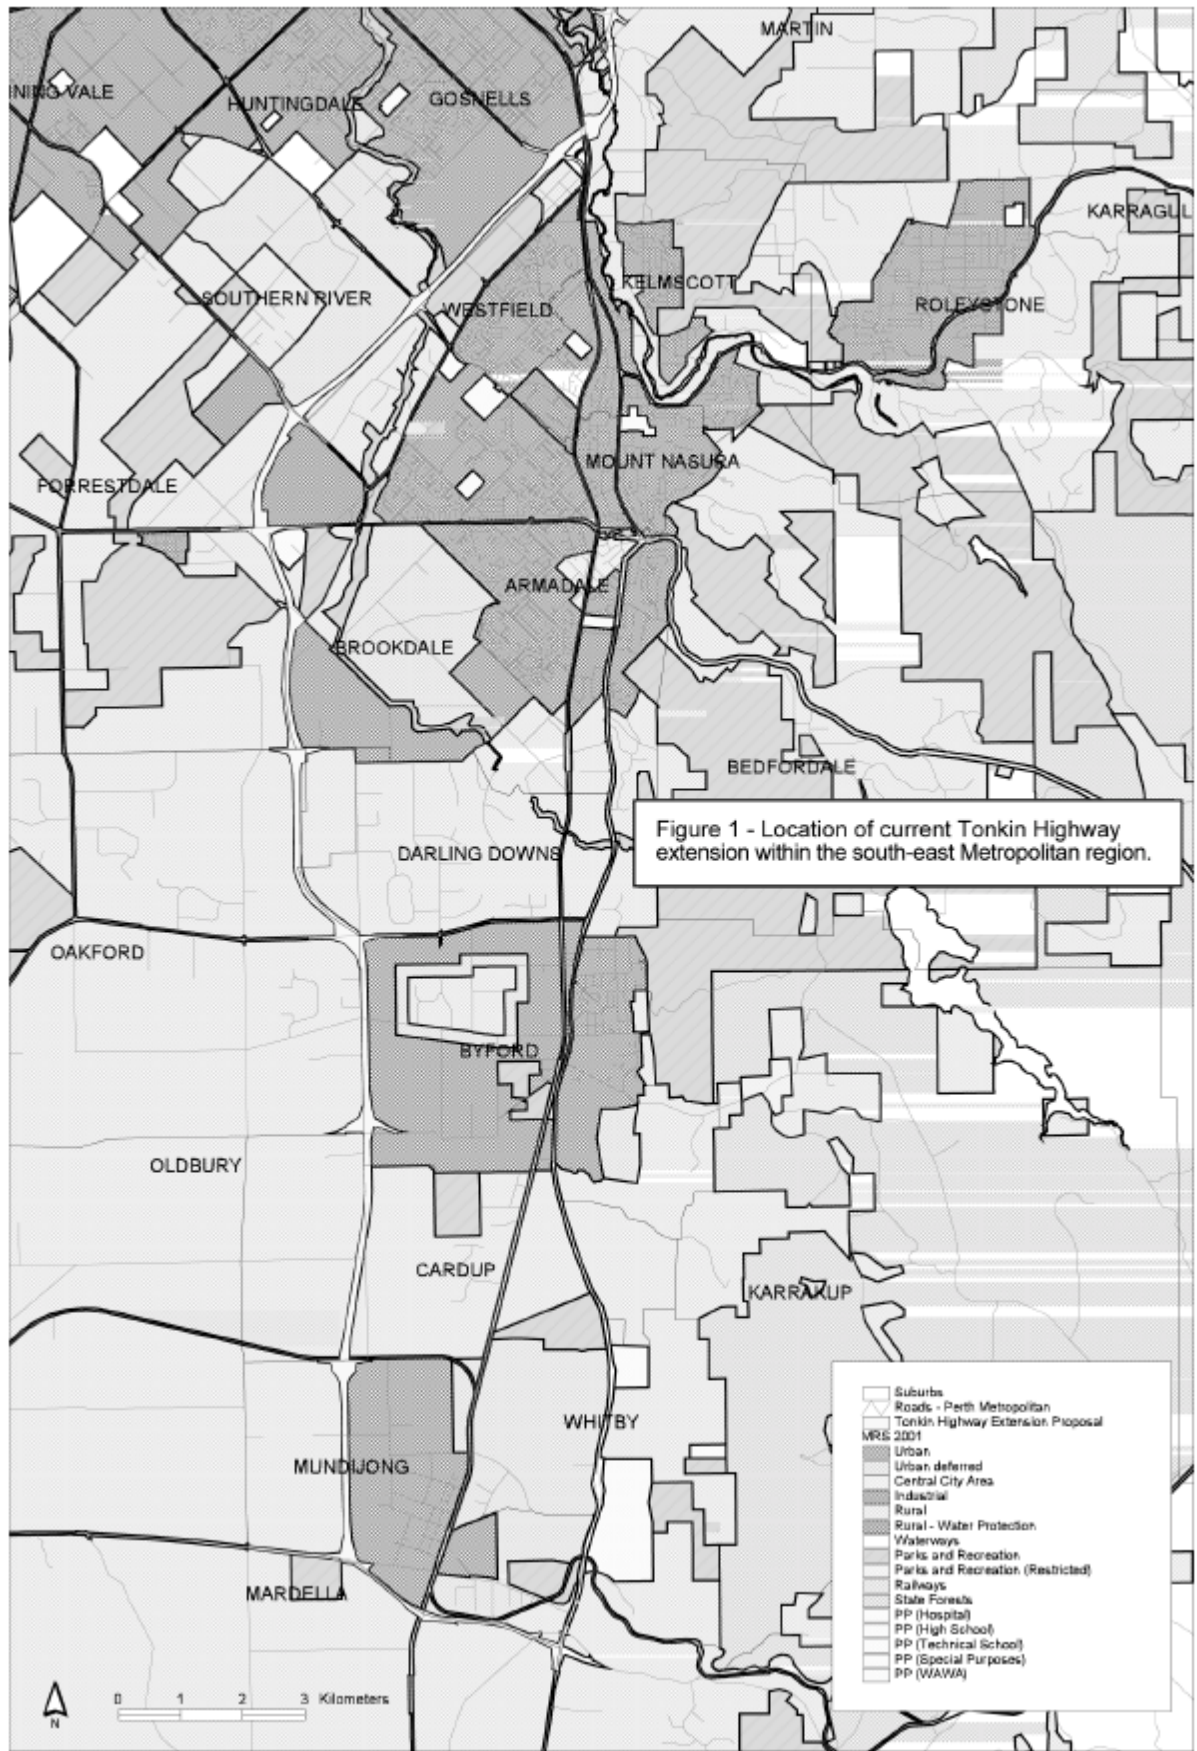 MARTIN
NING VALE
HUNTINGDALE
GOSNELLS
KARRAGUL
KELMSCOTT
SOUTHERN RIVER
WESTFIELD
ROLEYSTONE
MOUNT NASURA
FORRESTDALE
ARMADALE
BROOKDALE
BEDFORDALE
Figure 1 - Location of current Tonkin Highway
extension within the south-east Metropolitan region.
DARLING DOWNS
OAKFORD
BYFORD
OLDBURY
CARDUP
KARRAKUP
WHITBY
MUNDIJONG
MARDELLA
Suburbs
Roads - Perth Metropolitan
Tonkin Highway Extension Proposal
MRS 2001
Urban
Urban deferred
Central City Area
Industrial
Rural
Rural - Water Protection
Waterways
Parks and Recreation
Parks and Recreation (Restricted)
Railways
State Forests
PP (Hospital)
PP (High School)
PP (Technical School)
PP (Special Purposes)
PP (WAWA)
N
0 1 2 3 Kilometers